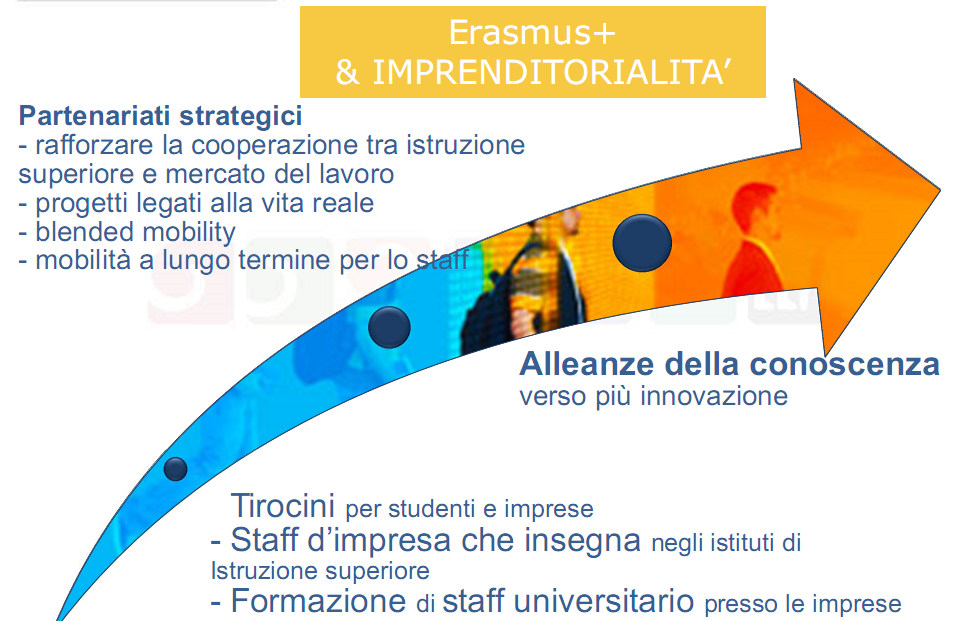 Erasmus+
& IMPRENDITORIALITA’
Partenariati strategici
- rafforzare la cooperazione tra istruzione
superiore e mercato del lavoro
- progetti legati alla vita reale
- blended mobility
- mobilità a lungo termine per lo staff
Alleanze della conoscenza
verso più innovazione
Tirocini per studenti e imprese
- Staff d’impresa che insegna negli istituti di
Istruzione superiore
- Formazione di staff universitario presso le imprese